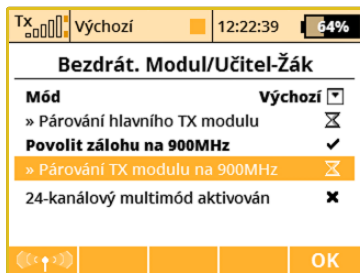 Tx Výchozí 12:22:39 64%
Bezdrát. Modul/Učitel-Žák
Mód Výchozí
» Párování hlavního TX modulu
Povolit zálohu na 900MHz
» Párování TX modulu na 900MHz
24-kanálový multimód aktivován
OK